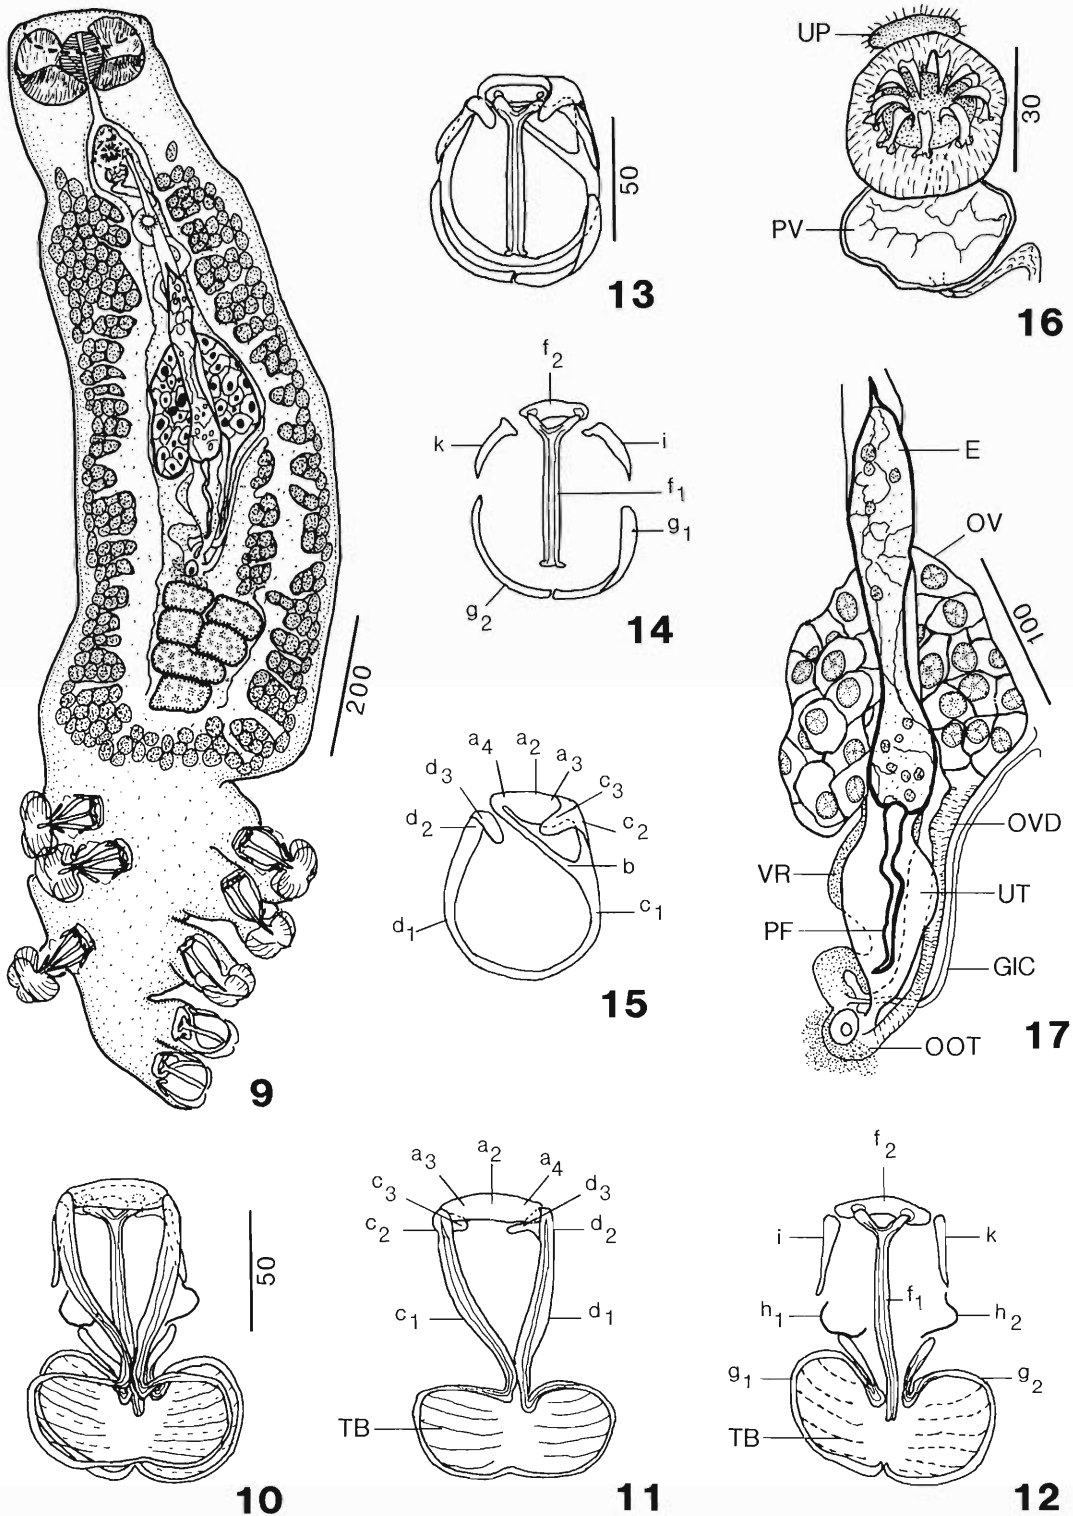 UP
30
PV
16
50
13
f2
k
i
f1
g1
g2
14
E
OV
100
OVD
VR
UT
PF
GIC
OOT
17
200
9
a4
a2
a3
d3
c3
d2
c2
b
d1
c1
15
50
10
a3
a2
a4
c3
d3
c2
d2
c1
d1
TB
11
f2
i
k
f1
h1
h2
g1
g2
TB
12